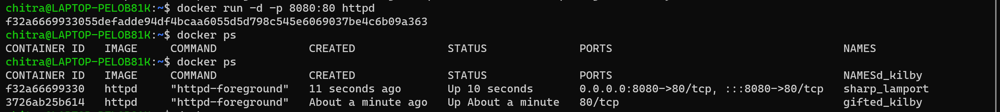 chitra@LAPTOP-PELOB81K:~$ docker run -d -p 8080:80 httpd
f32a6669933055defadde94df4bcaa6055d5d798c545e6069037be4c6b09a363
chitra@LAPTOP-PELOB81K:~$ docker ps
CONTAINER ID   IMAGE     COMMAND              CREATED              STATUS              PORTS                                   NAMES
chitra@LAPTOP-PELOB81K:~$ docker ps
CONTAINER ID   IMAGE     COMMAND              CREATED              STATUS              PORTS                                   NAMESd_kilby
f32a66699330   httpd     "httpd-foreground"   11 seconds ago       Up 10 seconds       0.0.0.0:8080->80/tcp, :::8080->80/tcp   sharp_lamport
3726ab25b614   httpd     "httpd-foreground"   About a minute ago   Up About a minute   80/tcp                                  gifted_kilby